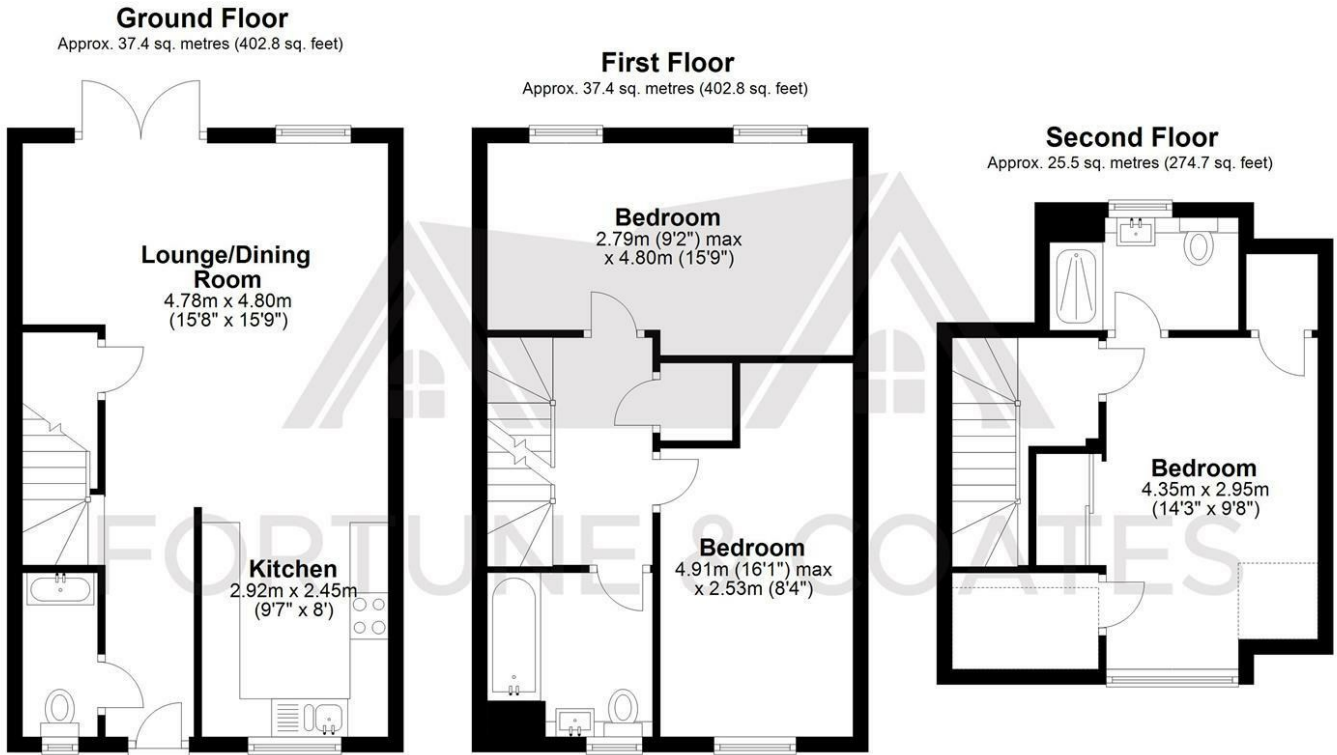 Ground Floor
Approx. 37.4 sq. metres (402.8 sq. feet)
Lounge/Dining
Room
4.78m x 4.80m
(15'8" x 15'9")
Kitchen
2.92m x 2.45m
(9'7" x 8')
First Floor
Approx. 37.4 sq. metres (402.8 sq. feet)
Bedroom
2.79m (9'2") max
x 4.80m (15'9")
Bedroom
4.91m (16'1") max
x 2.53m (8'4")
Second Floor
Approx. 25.5 sq. metres (274.7 sq. feet)
Bedroom
4.35m x 2.95m
(14'3" x 9'8")
FORTUNE & COATES